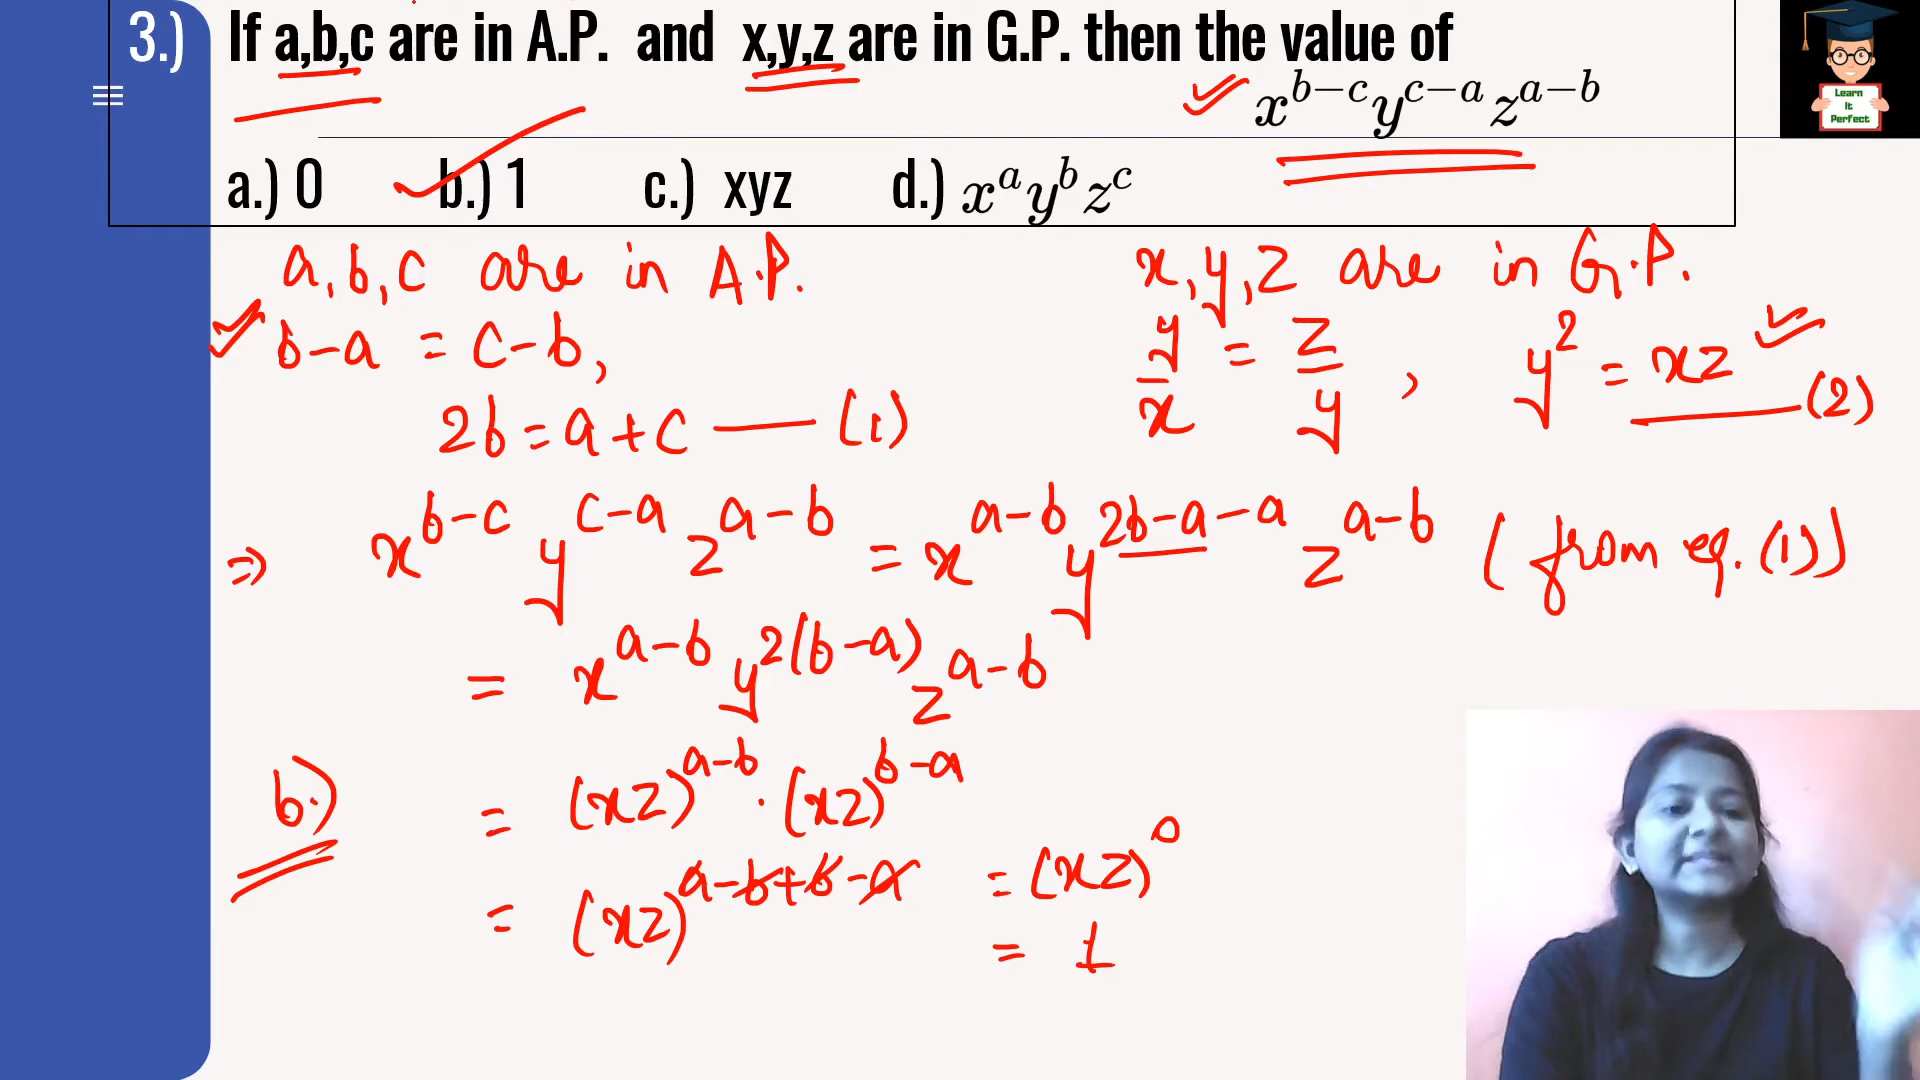 3.) If a,b,c are in A.P. and x,y,z are in G.P. then the value of
x^{b-c} y^{c-a} z^{a-b}
Learn
It
Perfect
a.) 0 b.) 1 c.) xyz d.) x^a y^b z^c
a, b, c are in A.P. x, y, z are in G.P.
b-a = c-b, y/x = z/y , y^2 = xz —— (2)
2b = a+c —— (1)
⇒ x^{b-c} y^{c-a} z^{a-b} = x^{a-b} y^{2b-a-a} z^{a-b} (from eq. (1))
= x^{a-b} y^{2(b-a)} z^{a-b}
b.) = (xz)^{a-b} . (xz)^{b-a}
= (xz)^{a-b+b-a} = (xz)^0
= 1